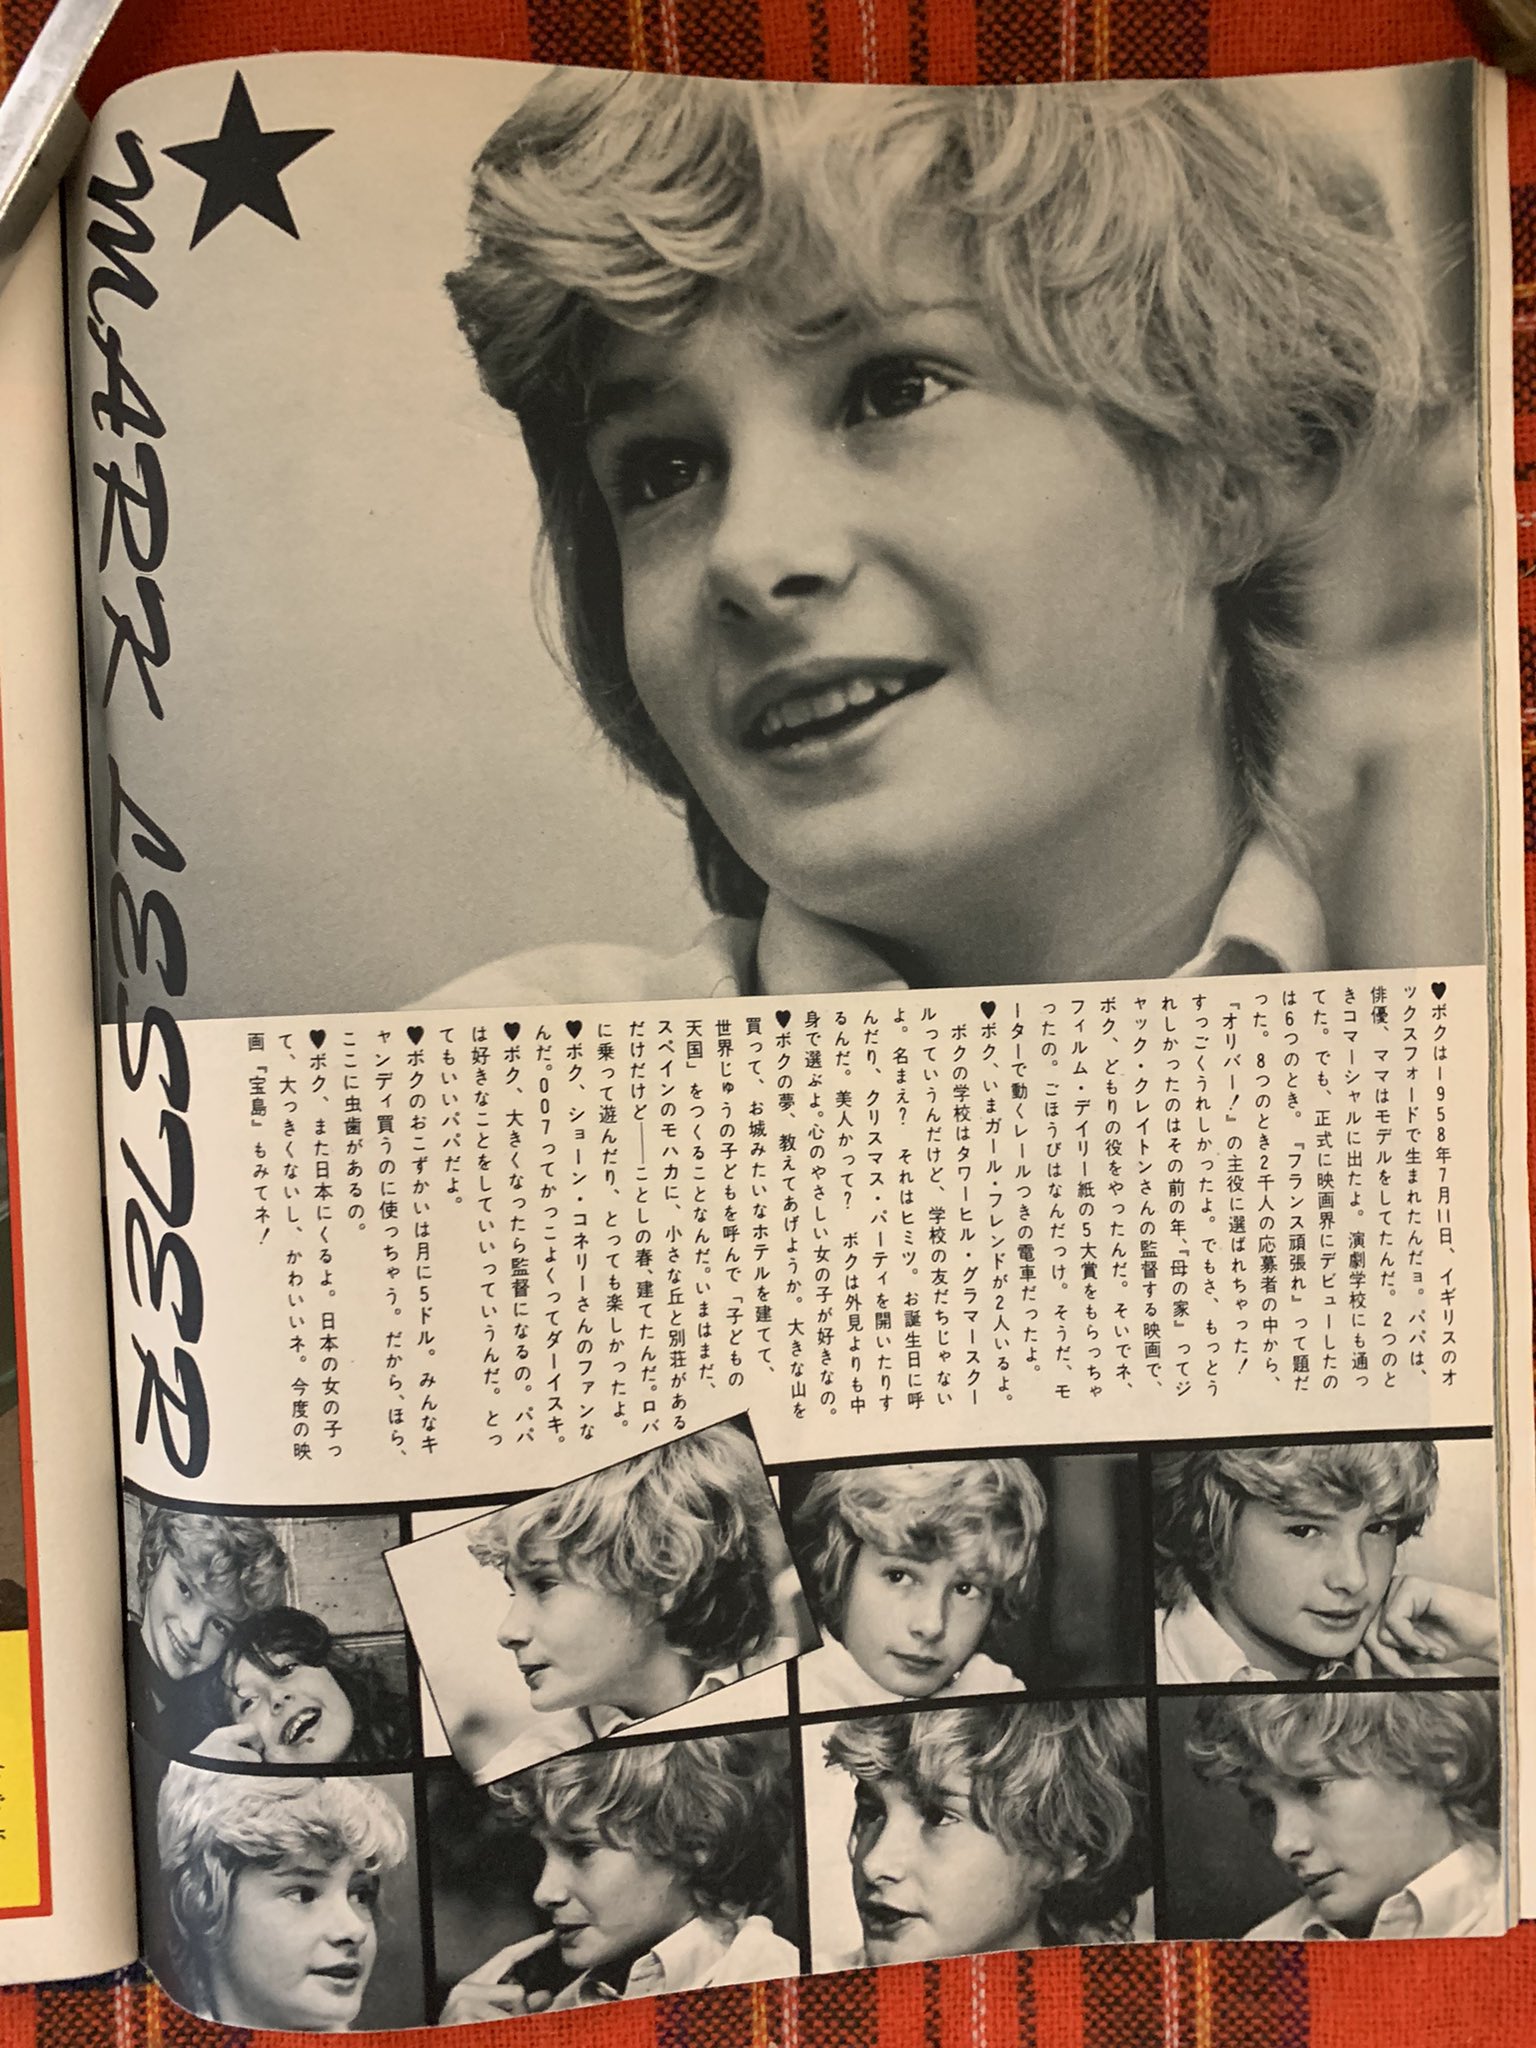 ★MARK LESTER
♥ボクは1958年7月11日、イギリスのオ
ックスフォードで生まれたんだョ。パパは、
俳優、ママはモデルをしてたんだ。2つのと
きコマーシャルに出たよ。演劇学校にも通っ
てた。でも、正式に映画界にデビューしたの
は6つのとき。『フランス頑張れ』って題だ
った。8つのとき2千人の応募者の中から、
『オリバー!』の主役に選ばれちゃった!
すっごくうれしかったよ。でもさ、もっとう
れしかったのはその前の年、『母の家』ってジ
ャック・クレイトンさんの監督する映画で、
ボク、どもりの役をやったんだ。そいでネ、
フィルム・デイリー紙の5大賞をもらっちゃ
ったの。ごほうびはなんだっけ。そうだ、モ
ーターで動くレールつきの電車だったよ。
♥ボク、いまガール・フレンドが2人いるよ。
ボクの学校はタワーヒル・グラマースクー
ルっていうんだけど、学校の友だちじゃない
よ。名まえ? それはヒミツ。お誕生日に呼
んだり、クリスマス・パーティを開いたりす
るんだ。美人かって? ボクは外見よりも中
身で選ぶよ。心のやさしい女の子が好きなの。
♥ボクの夢、教えてあげようか。大きな山を
買って、お城みたいなホテルを建てて、
世界じゅうの子どもを呼んで「子どもの
天国」をつくることなんだ。いまはまだ、
スペインのモハカに、小さな丘と別荘がある
だけだけど――ことしの春、建てたんだ。ロバ
に乗って遊んだり、とっても楽しかったよ。
♥ボク、ショーン・コネリーさんのファンな
んだ。007ってかっこよくってダーイスキ。
♥ボク、大きくなったら監督になるの。パパ
は好きなことをしていいっていうんだ。とっ
てもいいパパだよ。
♥ボクのおこずかいは月に5ドル。みんなキ
ャンディ買うのに使っちゃう。だから、ほら、
ここに虫歯があるの。
♥ボク、また日本にくるよ。日本の女の子っ
て、大っきくないし、かわいいネ。今度の映
画『宝島』もみてネ!